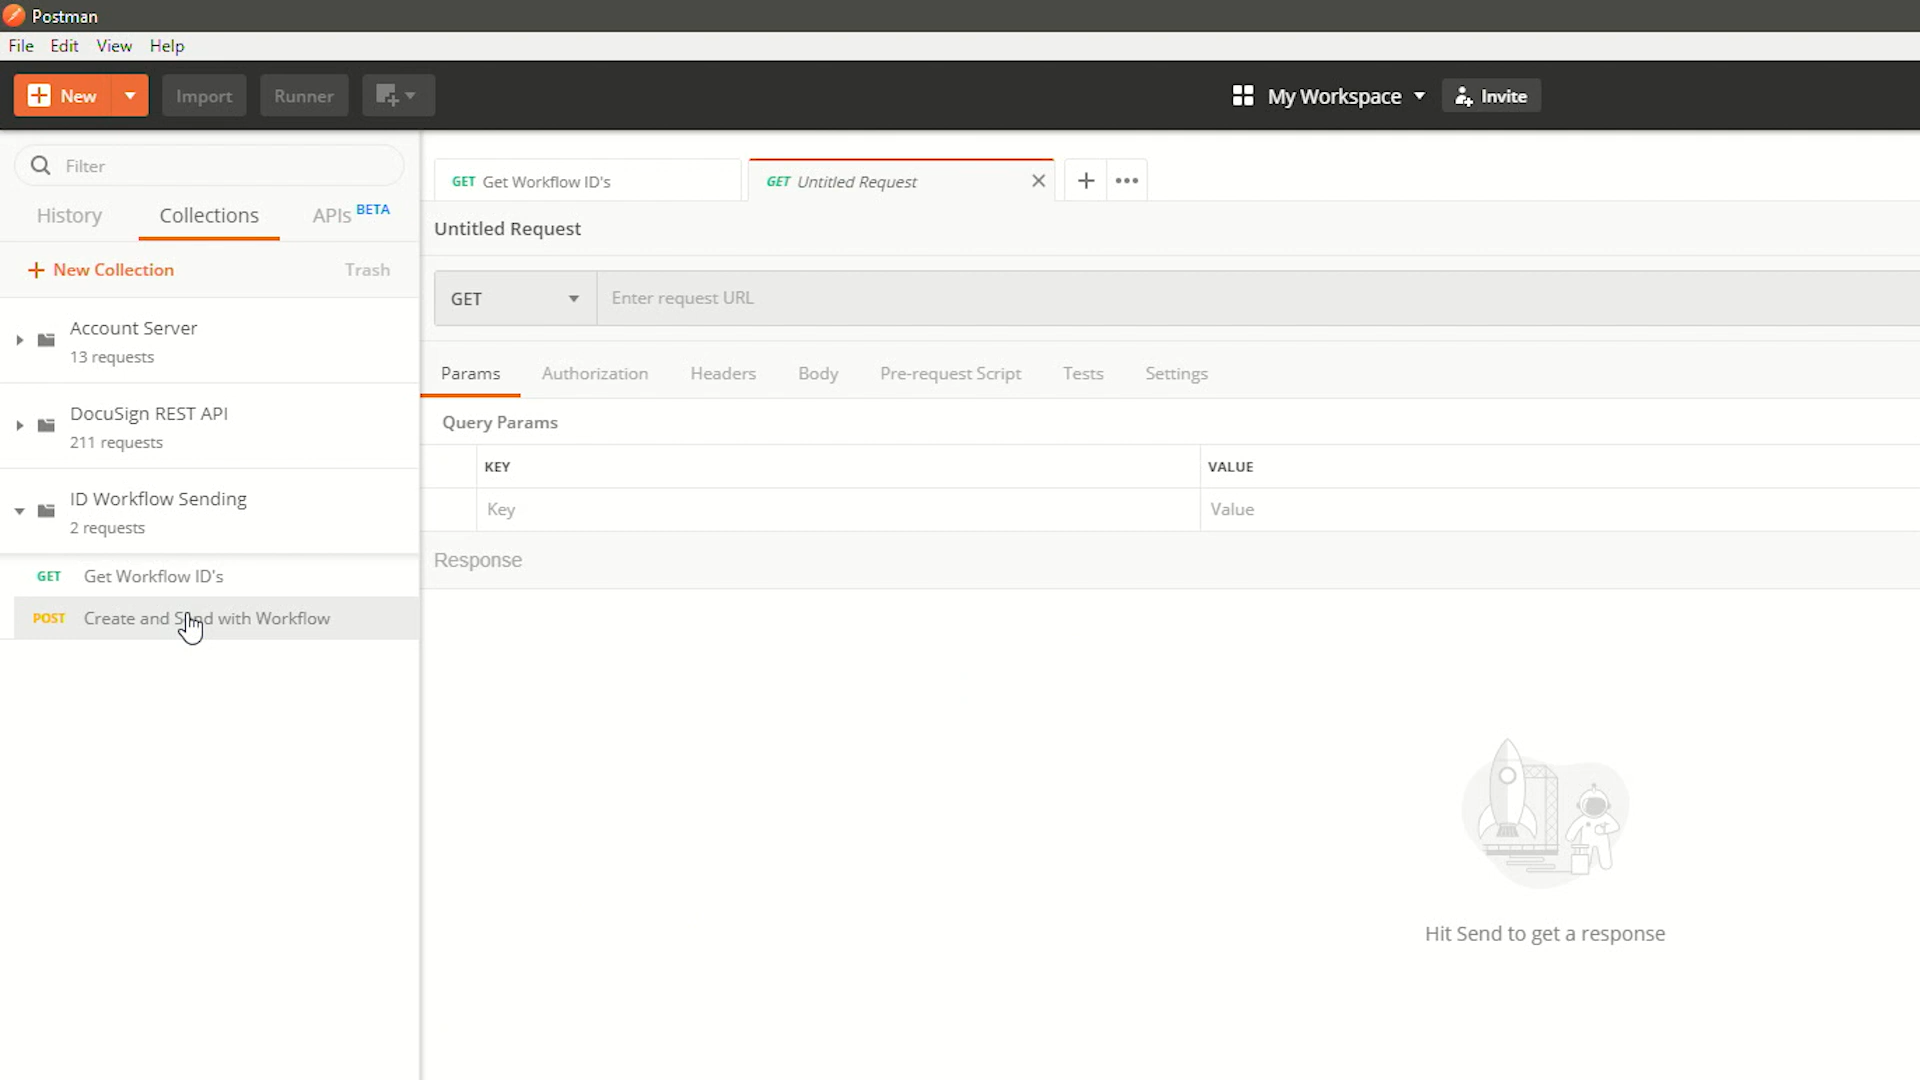 Postman
File Edit View Help
New Import Runner My Workspace Invite
Filter
History Collections APIs BETA
New Collection Trash
Account Server
13 requests
DocuSign REST API
211 requests
ID Workflow Sending
2 requests
GET Get Workflow ID's
POST Create and Send with Workflow
GET Get Workflow ID's GET Untitled Request
Untitled Request
GET Enter request URL
Params Authorization Headers Body Pre-request Script Tests Settings
Query Params
KEY VALUE
Key Value
Response
Hit Send to get a response